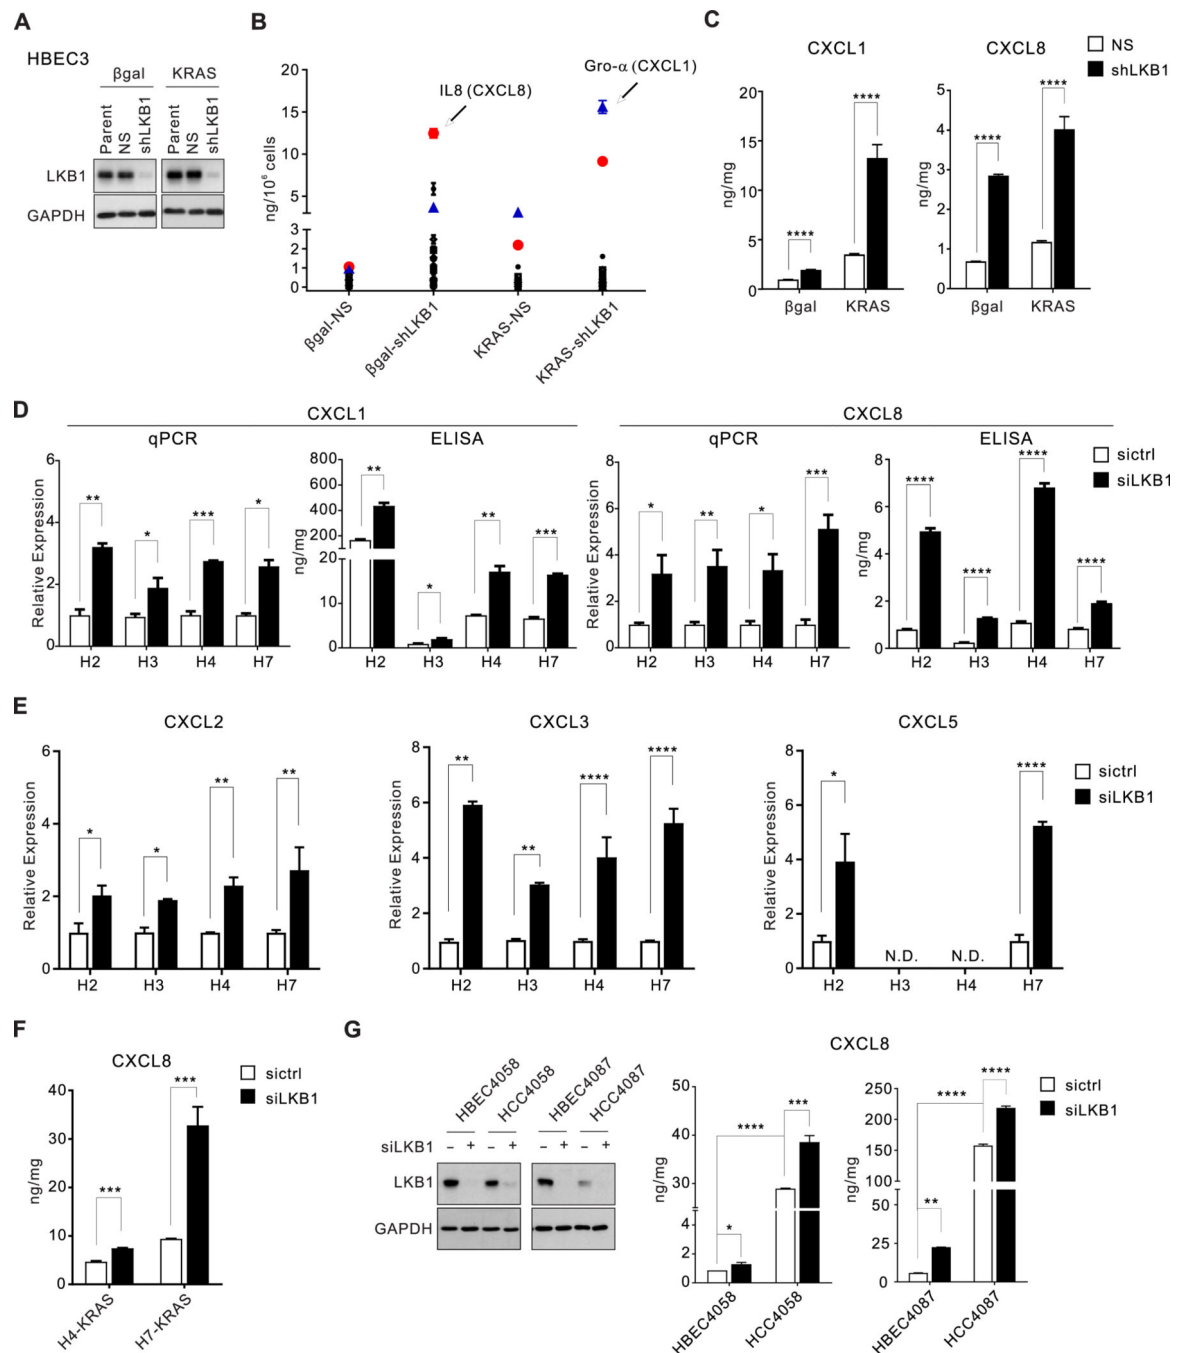 A
HBEC3
βgal KRAS
Parent NS shLKB1 Parent NS shLKB1
LKB1
GAPDH
B
20
15
10
5
2
1
0
ng/10⁶ cells
IL8 (CXCL8)
Gro-α (CXCL1)
βgal-NS βgal-shLKB1 KRAS-NS KRAS-shLKB1
C
CXCL1 CXCL8
NS
shLKB1
20
15
10
5
0
ng/mg
**** ****
βgal KRAS
5
4
3
2
1
0
ng/mg
**** ****
βgal KRAS
D
CXCL1
qPCR ELISA
6
4
2
0
Relative Expression
** * *** *
H2 H3 H4 H7
800
600
400
200
20
10
0
ng/mg
** * ** ***
H2 H3 H4 H7
CXCL8
qPCR ELISA
8
6
4
2
0
Relative Expression
* ** * ***
H2 H3 H4 H7
8
6
4
2
0
ng/mg
**** **** **** ****
H2 H3 H4 H7
sictrl
siLKB1
E
CXCL2
6
4
2
0
Relative Expression
* * ** **
H2 H3 H4 H7
CXCL3
8
6
4
2
0
Relative Expression
** ** **** ****
H2 H3 H4 H7
CXCL5
8
6
4
2
0
Relative Expression
* N.D. N.D. ****
H2 H3 H4 H7
sictrl
siLKB1
F
CXCL8
sictrl
siLKB1
40
30
20
10
0
ng/mg
*** ***
H4-KRAS H7-KRAS
G
HBEC4058 HCC4058 HBEC4087 HCC4087
siLKB1 – + – + – + – +
LKB1
GAPDH
CXCL8
50
40
30
4
2
0
ng/mg
* **** ***
HBEC4058 HCC4058
250
200
150
100
50
25
0
ng/mg
** **** ****
HBEC4087 HCC4087
sictrl
siLKB1